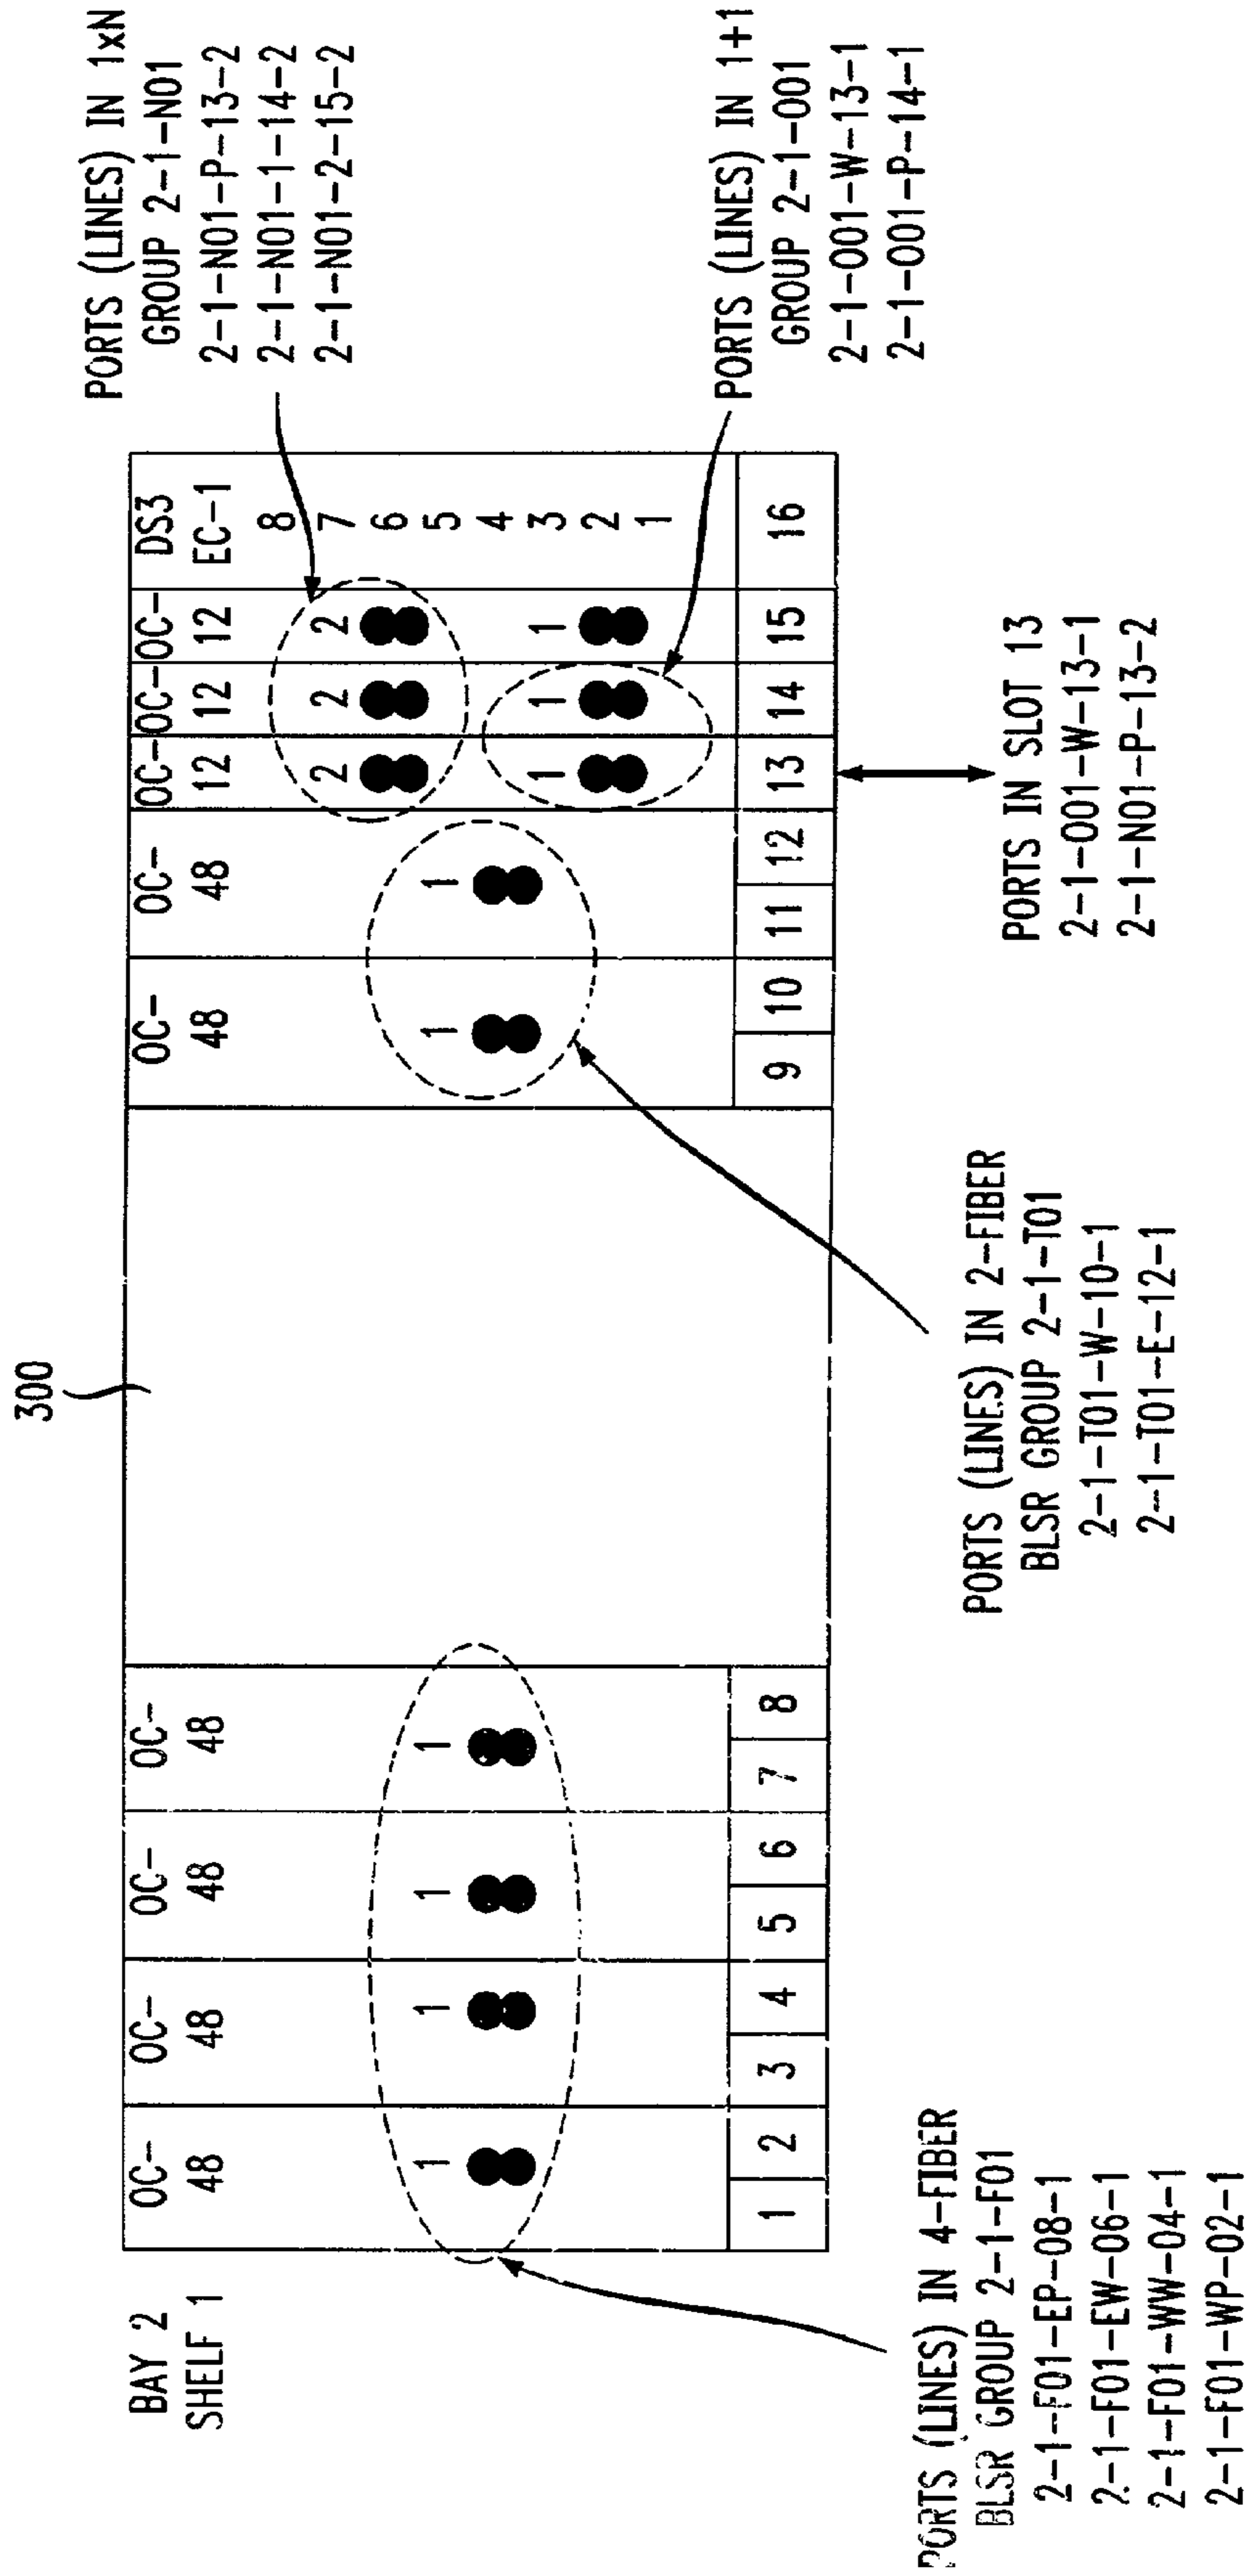 300
BAY 2
SHELF 1
OC- OC- OC- OC- OC- OC- OC- OC- OC- DS3
48 48 48 48 48 48 12 12 12 EC-1
8
7
6
5
4
3
2
1
2 2 2
1 1 1 1 1 1
1 1 1
1 2 3 4 5 6 7 8 9 10 11 12 13 14 15 16
PORTS (LINES) IN 1xN
GROUP 2-1-N01
2-1-N01-P-13-2
2-1-N01-1-14-2
2-1-N01-2-15-2
PORTS (LINES) IN 1+1
GROUP 2-1-001
2-1-001-W-13-1
2-1-001-P-14-1
PORTS (LINES) IN 4-FIBER
BLSR GROUP 2-1-F01
2-1-F01-EP-08-1
2-1-F01-EW-06-1
2-1-F01-WW-04-1
2-1-F01-WP-02-1
PORTS (LINES) IN 2-FIBER
BLSR GROUP 2-1-T01
2-1-T01-W-10-1
2-1-T01-E-12-1
PORTS IN SLOT 13
2-1-001-W-13-1
2-1-N01-P-13-2